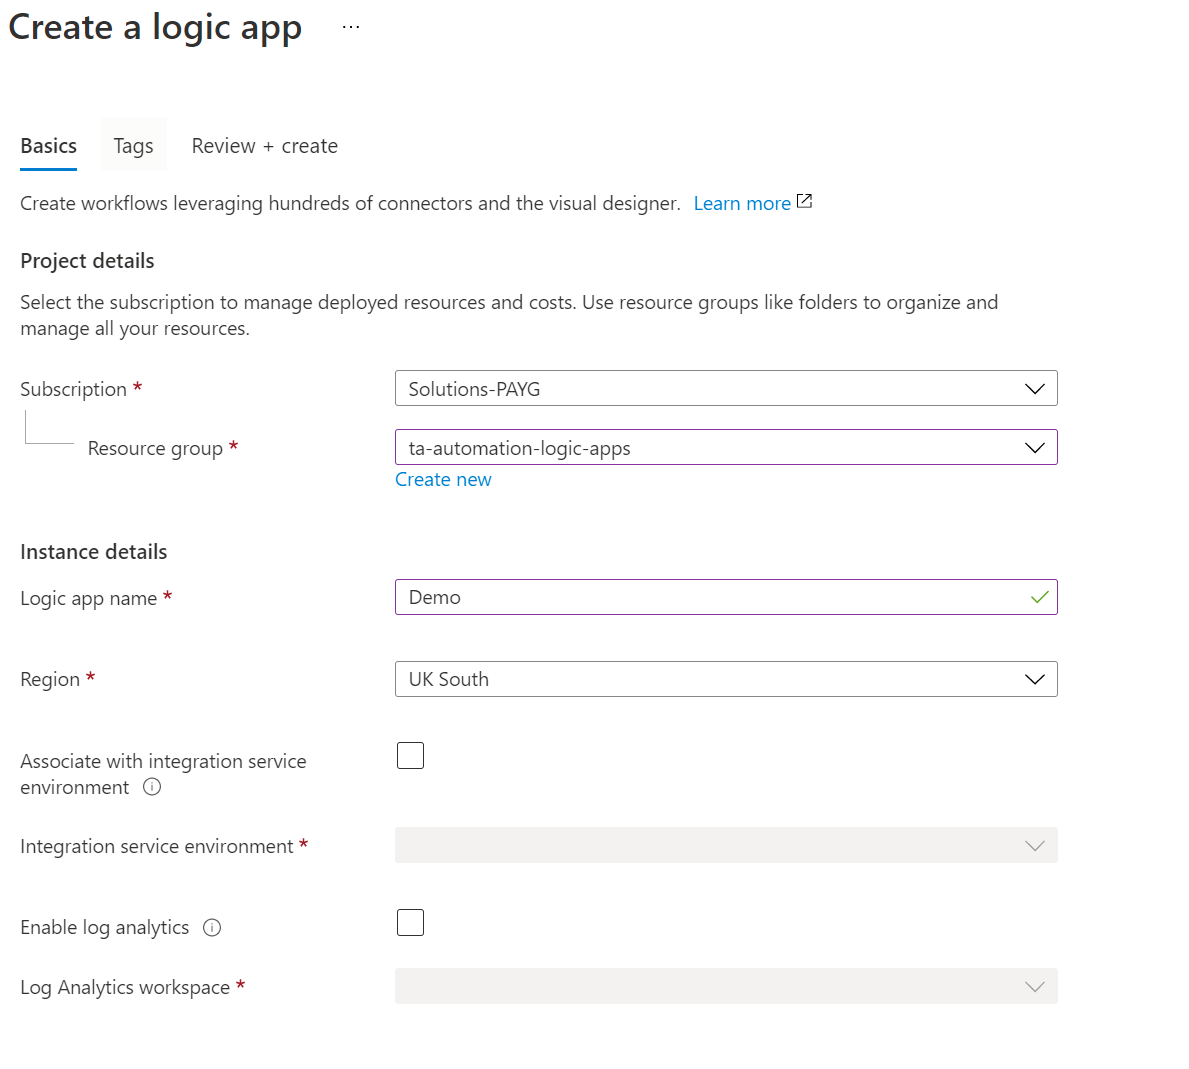 Create a logic app ...
Basics Tags Review + create
Create workflows leveraging hundreds of connectors and the visual designer. Learn more
Project details
Select the subscription to manage deployed resources and costs. Use resource groups like folders to organize and
manage all your resources.
Subscription * Solutions-PAYG
Resource group * ta-automation-logic-apps
Create new
Instance details
Logic app name * Demo
Region * UK South
Associate with integration service
environment
Integration service environment *
Enable log analytics
Log Analytics workspace *